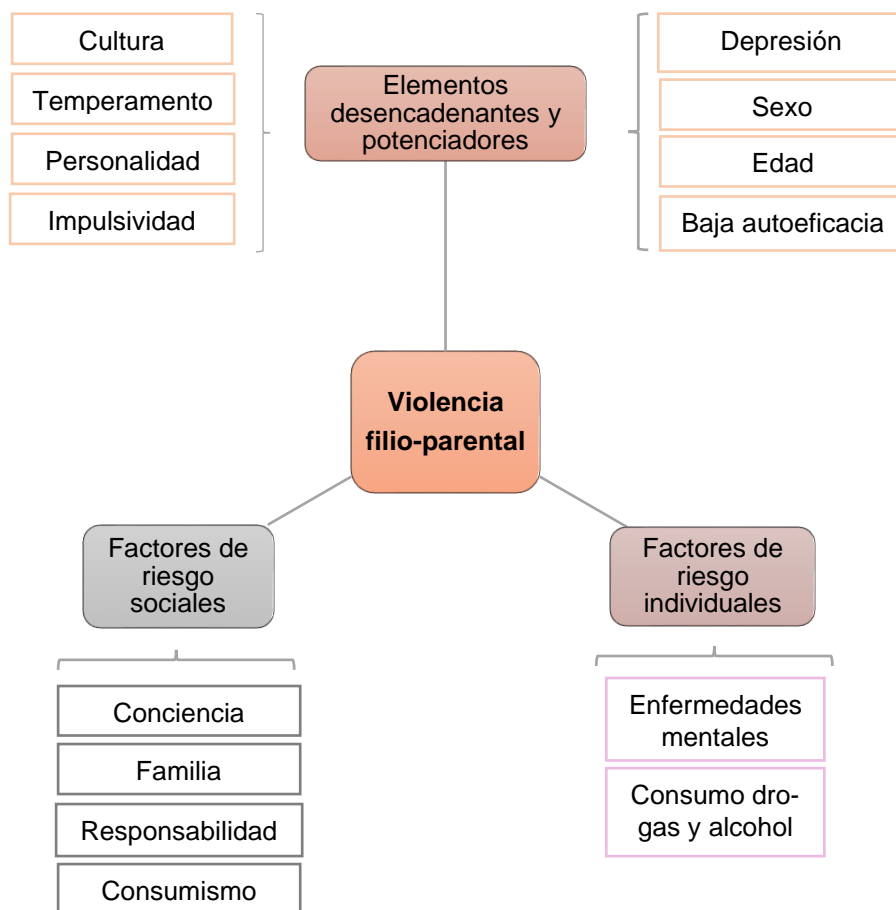 Cultura
Temperamento
Personalidad
Impulsividad
Elementos
desencadenantes y
potenciadores
Depresión
Sexo
Edad
Baja autoeficacia
Violencia
filio-parental
Factores de
riesgo
sociales
Conciencia
Familia
Responsabilidad
Consumismo
Factores de
riesgo
individuales
Enfermedades
mentales
Consumo dro-
gas y alcohol